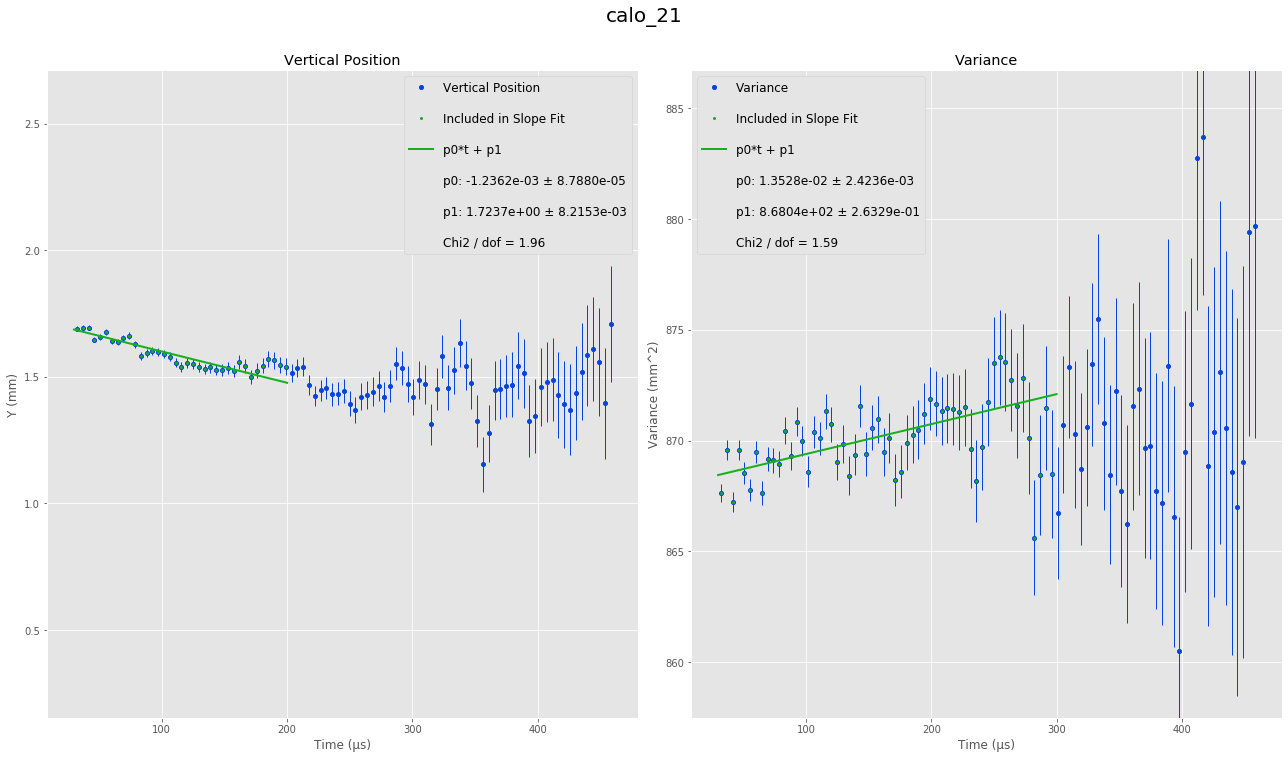 calo_21
Vertical Position
Vertical Position
Included in Slope Fit
p0*t + p1
p0: -1.2362e-03 ± 8.7880e-05
p1: 1.7237e+00 ± 8.2153e-03
Chi2 / dof = 1.96
2.5
2.0
1.5
1.0
0.5
Y (mm)
100 200 300 400
Time (μs)
Variance
Variance
Included in Slope Fit
p0*t + p1
p0: 1.3528e-02 ± 2.4236e-03
p1: 8.6804e+02 ± 2.6329e-01
Chi2 / dof = 1.59
885
880
875
870
865
860
Variance (mm^2)
100 200 300 400
Time (μs)